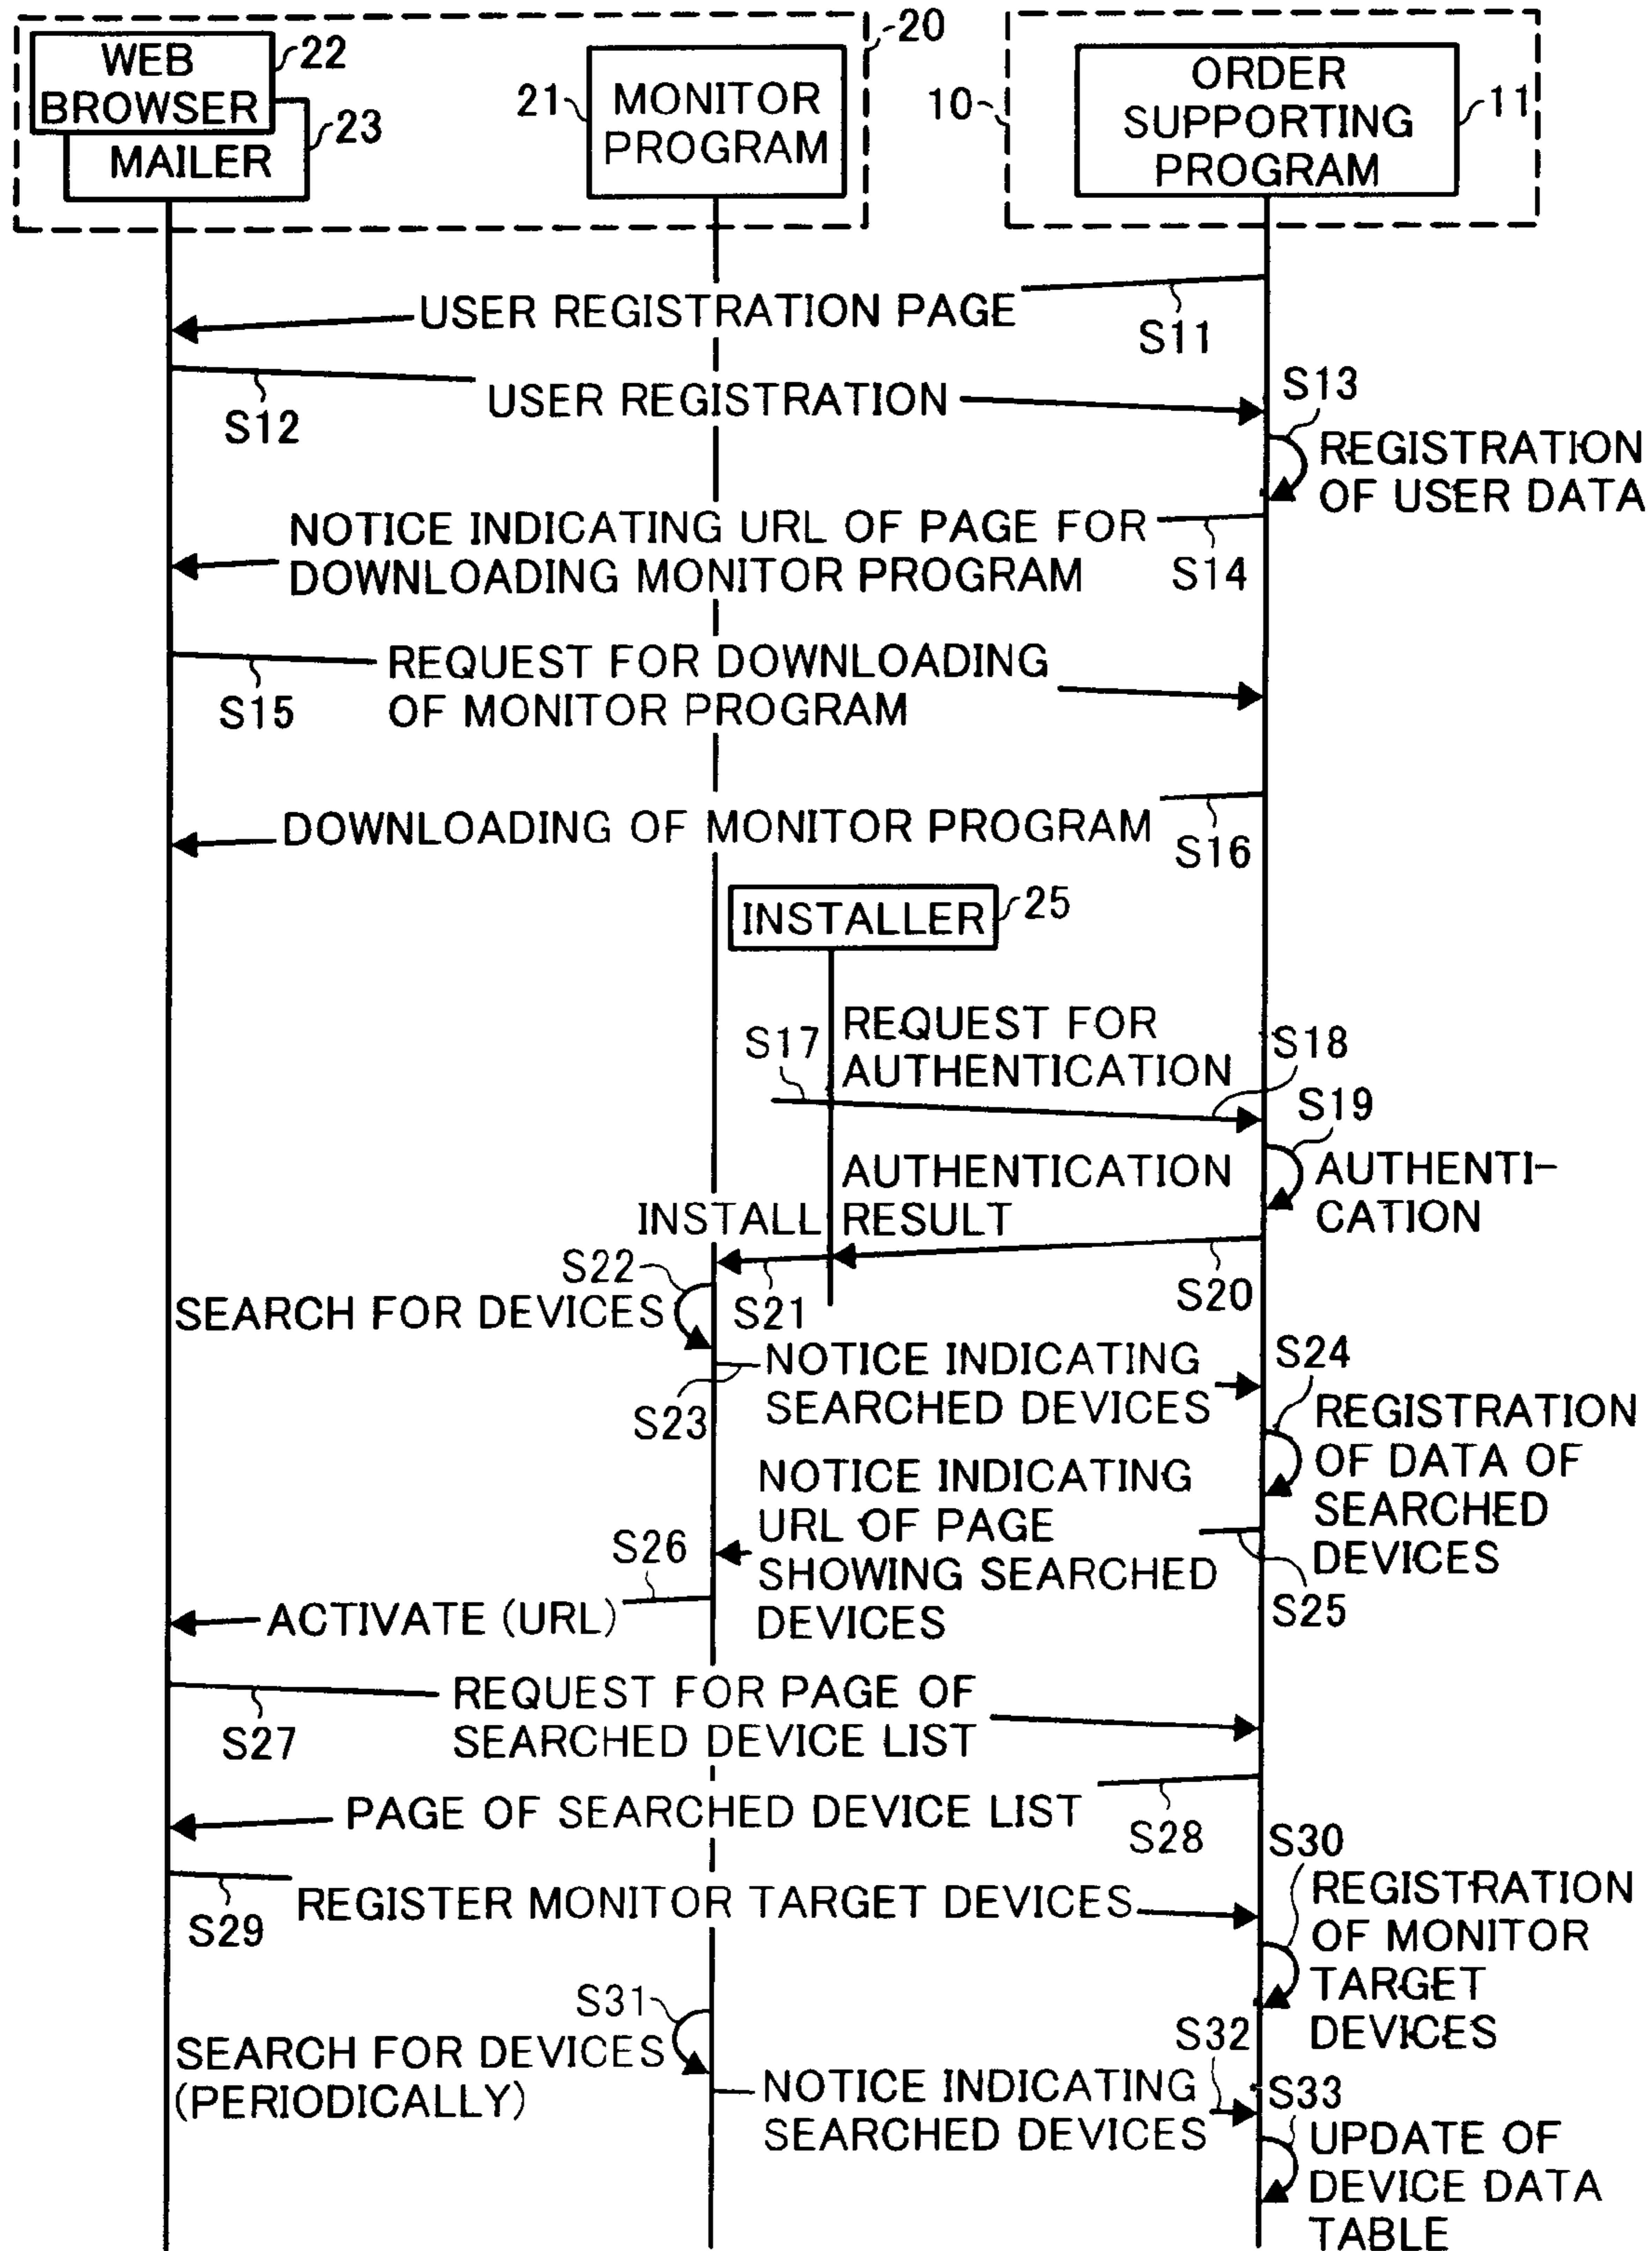 WEB
BROWSER
22
MAILER
23
20
21
MONITOR
PROGRAM
10
ORDER
SUPPORTING
PROGRAM
11
USER REGISTRATION PAGE
S11
S12
USER REGISTRATION
S13
REGISTRATION
OF USER DATA
NOTICE INDICATING URL OF PAGE FOR
DOWNLOADING MONITOR PROGRAM
S14
S15
REQUEST FOR DOWNLOADING
OF MONITOR PROGRAM
DOWNLOADING OF MONITOR PROGRAM
S16
INSTALLER
25
S17
REQUEST FOR
AUTHENTICATION
S18
S19
AUTHENTI-
CATION
AUTHENTICATION
RESULT
INSTALL
S20
S21
S22
SEARCH FOR DEVICES
S23
NOTICE INDICATING
SEARCHED DEVICES
S24
REGISTRATION
OF DATA OF
SEARCHED
DEVICES
NOTICE INDICATING
URL OF PAGE
SHOWING SEARCHED
DEVICES
S25
S26
ACTIVATE (URL)
S27
REQUEST FOR PAGE OF
SEARCHED DEVICE LIST
PAGE OF SEARCHED DEVICE LIST
S28
S29
REGISTER MONITOR TARGET DEVICES
S30
REGISTRATION
OF MONITOR
TARGET
DEVICES
S31
SEARCH FOR DEVICES
(PERIODICALLY)
S32
NOTICE INDICATING
SEARCHED DEVICES
S33
UPDATE OF
DEVICE DATA
TABLE